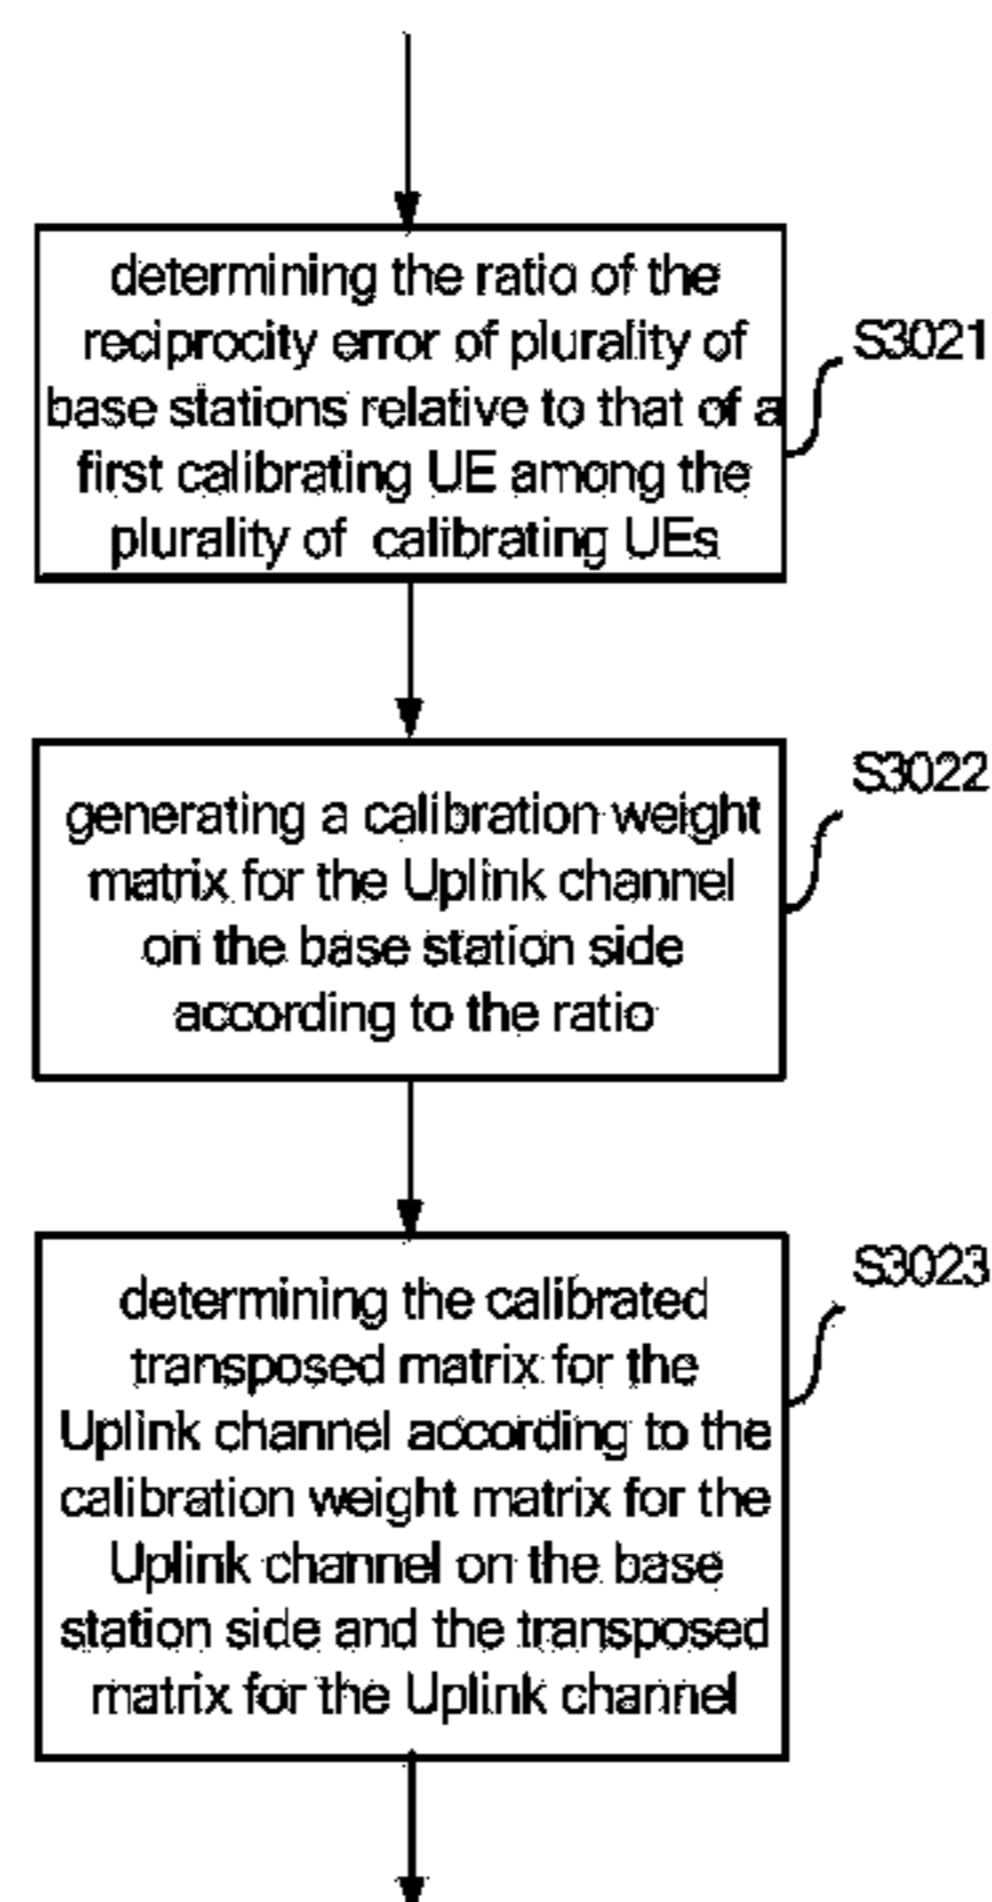 determining the ratio of the
reciprocity error of plurality of
base stations relative to that of a
first calibrating UE among the
plurality of calibrating UEs
S3021
generating a calibration weight
matrix for the Uplink channel
on the base station side
according to the ratio
S3022
determining the calibrated
transposed matrix for the
Uplink channel according to the
calibration weight matrix for the
Uplink channel on the base
station side and the transposed
matrix for the Uplink channel
S3023